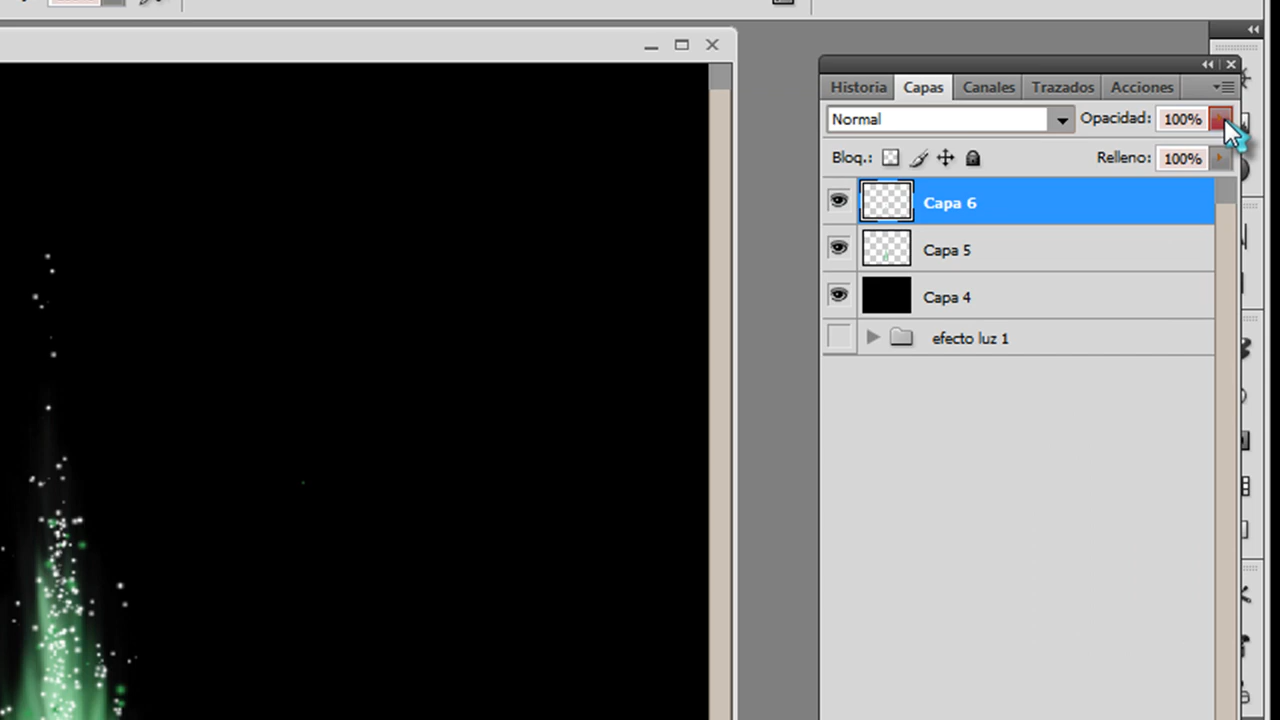 Historia Capas Canales Trazados Acciones
Normal Opacidad: 100%
Bloq.: Relleno: 100%
Capa 6
Capa 5
Capa 4
efecto luz 1